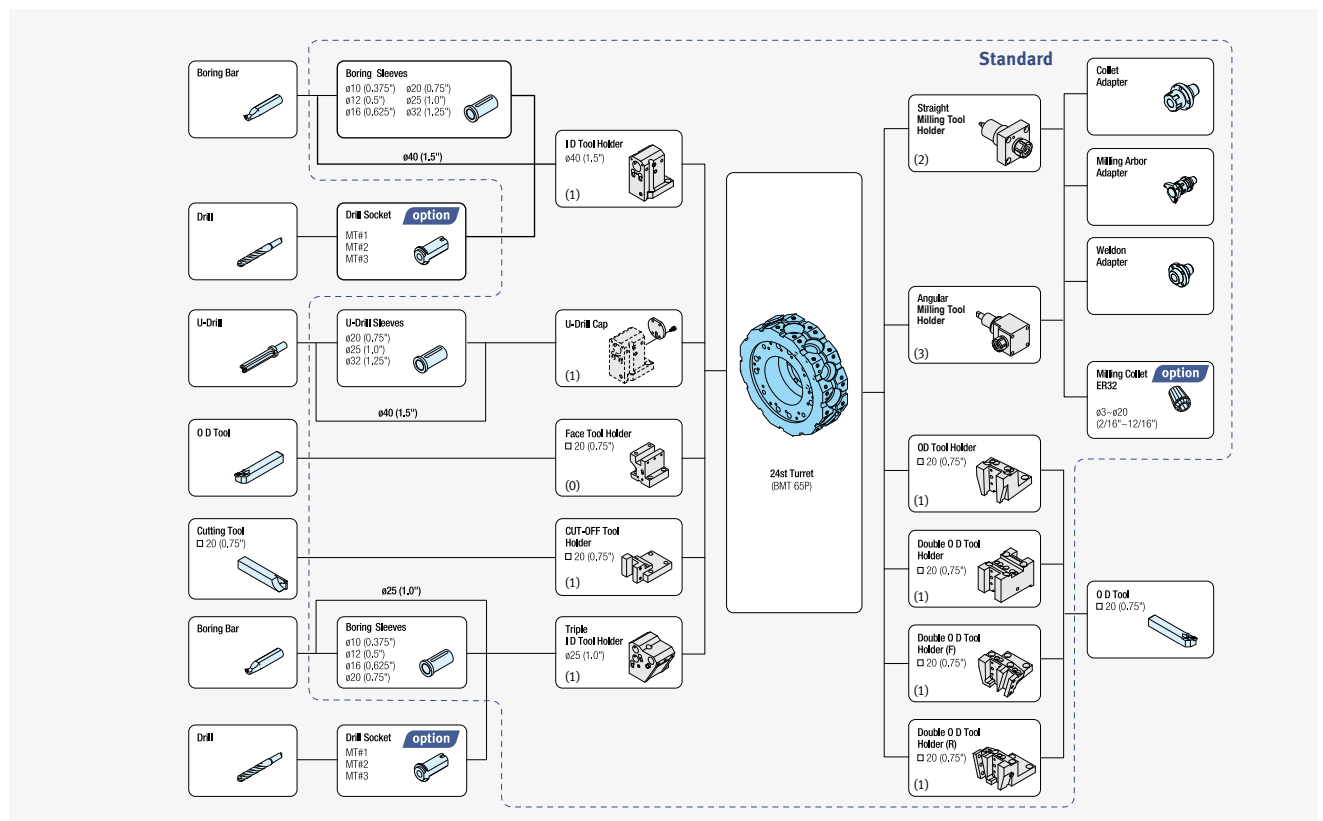 Standard
Boring Bar
Boring Sleeves
ø10 (0.375") ø20 (0.75")
ø12 (0.5") ø25 (1.0")
ø16 (0.625") ø32 (1.25")
ø40 (1.5")
I D Tool Holder
ø40 (1.5")
(1)
Drill
Drill Socket
option
MT#1
MT#2
MT#3
U-Drill
U-Drill Sleeves
ø20 (0.75")
ø25 (1.0")
ø32 (1.25")
ø40 (1.5")
U-Drill Cap
(1)
O D Tool
Face Tool Holder
□ 20 (0.75")
(0)
Cutting Tool
□ 20 (0.75")
CUT-OFF Tool
Holder
□ 20 (0.75")
(1)
ø25 (1.0")
Boring Bar
Boring Sleeves
ø10 (0.375")
ø12 (0.5")
ø16 (0.625")
ø20 (0.75")
Triple
I D Tool Holder
ø25 (1.0")
(1)
Drill
Drill Socket
option
MT#1
MT#2
MT#3
24st Turret
(BMT 65P)
Straight
Milling Tool
Holder
(2)
Angular
Milling Tool
Holder
(3)
Collet
Adapter
Milling Arbor
Adapter
Weldon
Adapter
Milling Collet
option
ER32
ø3~ø20
(2/16"~12/16")
OD Tool Holder
□ 20 (0.75")
(1)
Double O D Tool
Holder
□ 20 (0.75")
(1)
Double O D Tool
Holder (F)
□ 20 (0.75")
(1)
Double O D Tool
Holder (R)
□ 20 (0.75")
(1)
O D Tool
□ 20 (0.75")